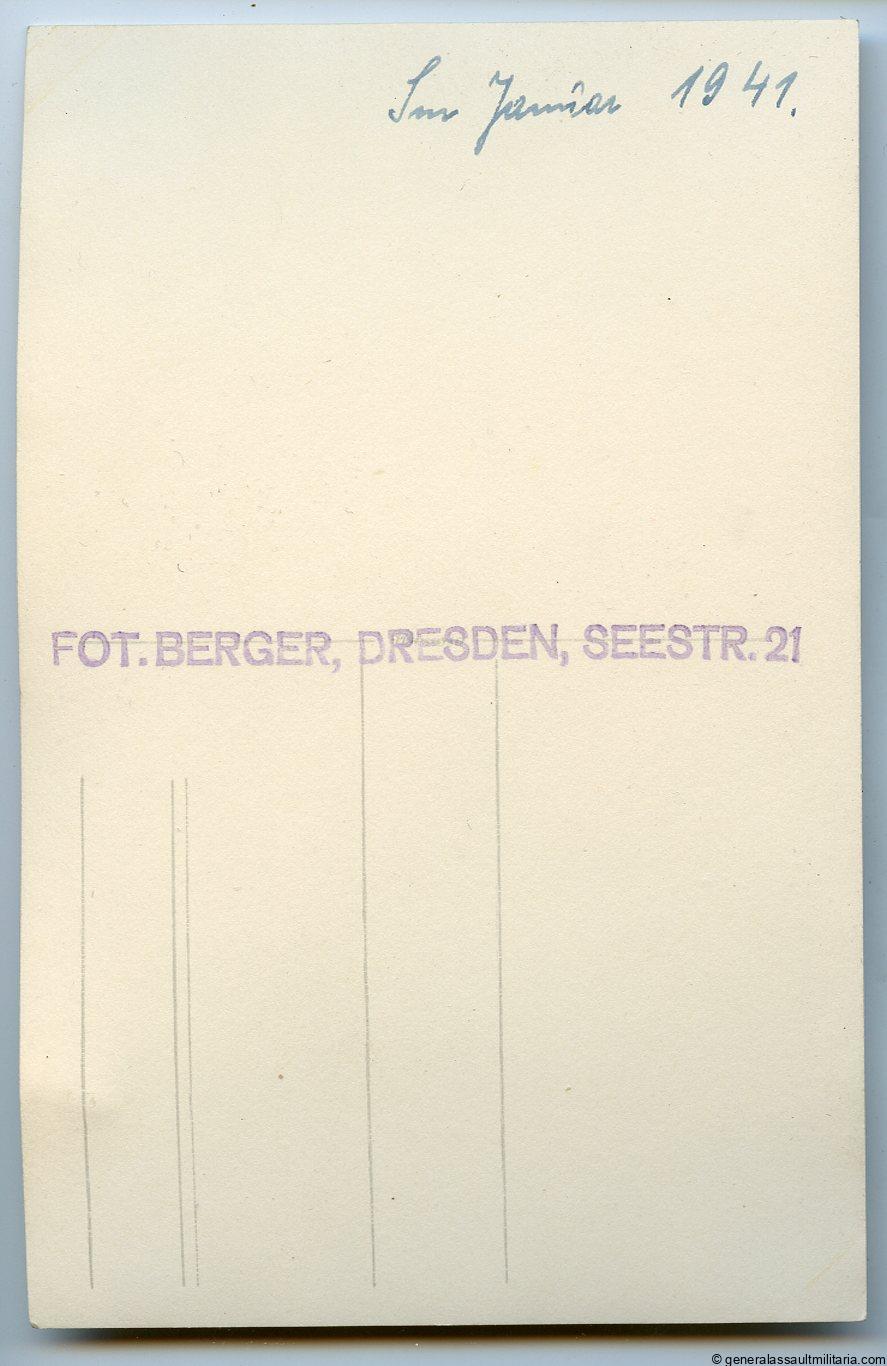 Im Januar 1941.
FOT. BERGER, DRESDEN, SEESTR. 21
© generalassaultmilitaria.com